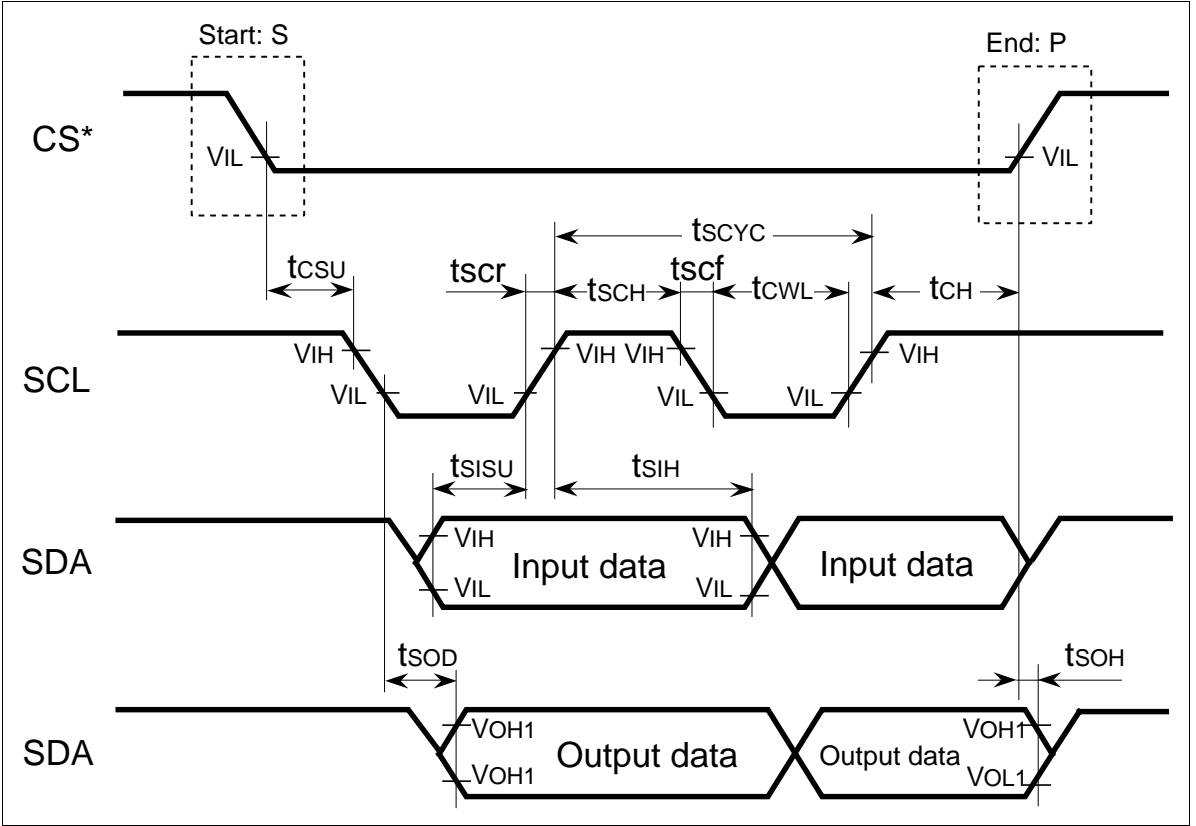 Start: S
End: P
CS*
VIL
VIL
tSCYC
tCSU
tscr
tSCH
tscf
tCWL
tCH
SCL
VIH
VIH
VIH
VIH
VIL
VIL
VIL
VIL
tSISU
tSIH
SDA
VIH
VIH
Input data
Input data
VIL
VIL
tSOD
tSOH
SDA
VOH1
VOH1
Output data
Output data
VOH1
VOL1